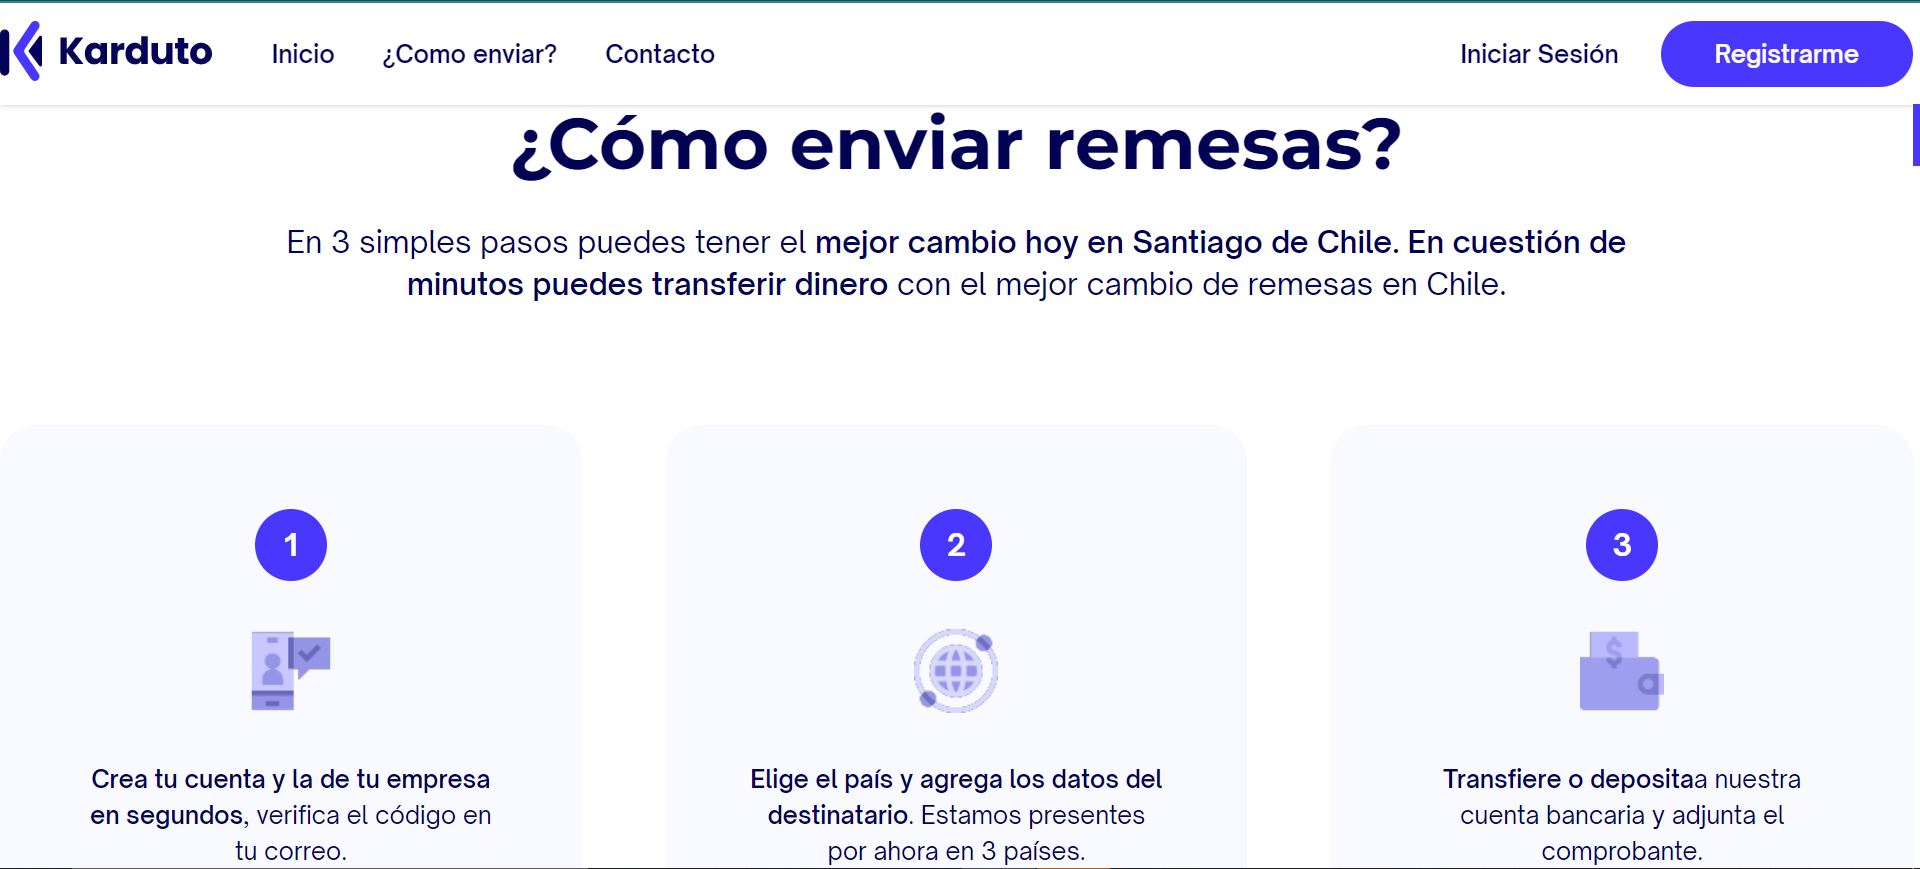 Karduto
Inicio
¿Como enviar?
Contacto
Iniciar Sesión
Registrarme
¿Cómo enviar remesas?
En 3 simples pasos puedes tener el mejor cambio hoy en Santiago de Chile. En cuestión de
minutos puedes transferir dinero con el mejor cambio de remesas en Chile.
1
Crea tu cuenta y la de tu empresa
en segundos, verifica el código en
tu correo.
2
Elige el país y agrega los datos del
destinatario. Estamos presentes
por ahora en 3 países.
3
$
Transfiere o depositaa nuestra
cuenta bancaria y adjunta el
comprobante.